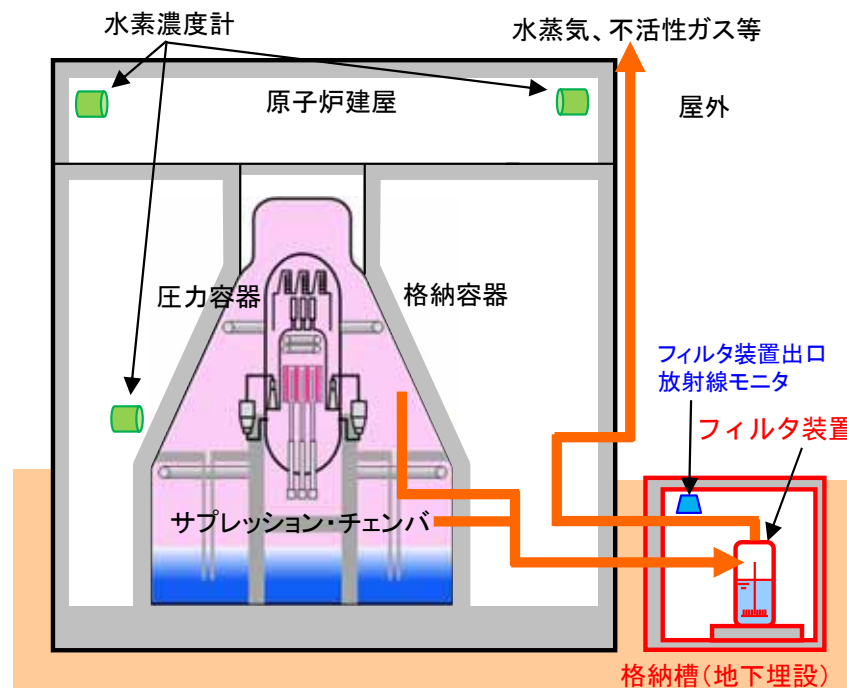 水素濃度計
水蒸気、不活性ガス等
原子炉建屋
屋外
圧力容器
格納容器
フィルタ装置出口
放射線モニタ
フィルタ装置
サプレッション・チェンバ
格納槽(地下埋設)